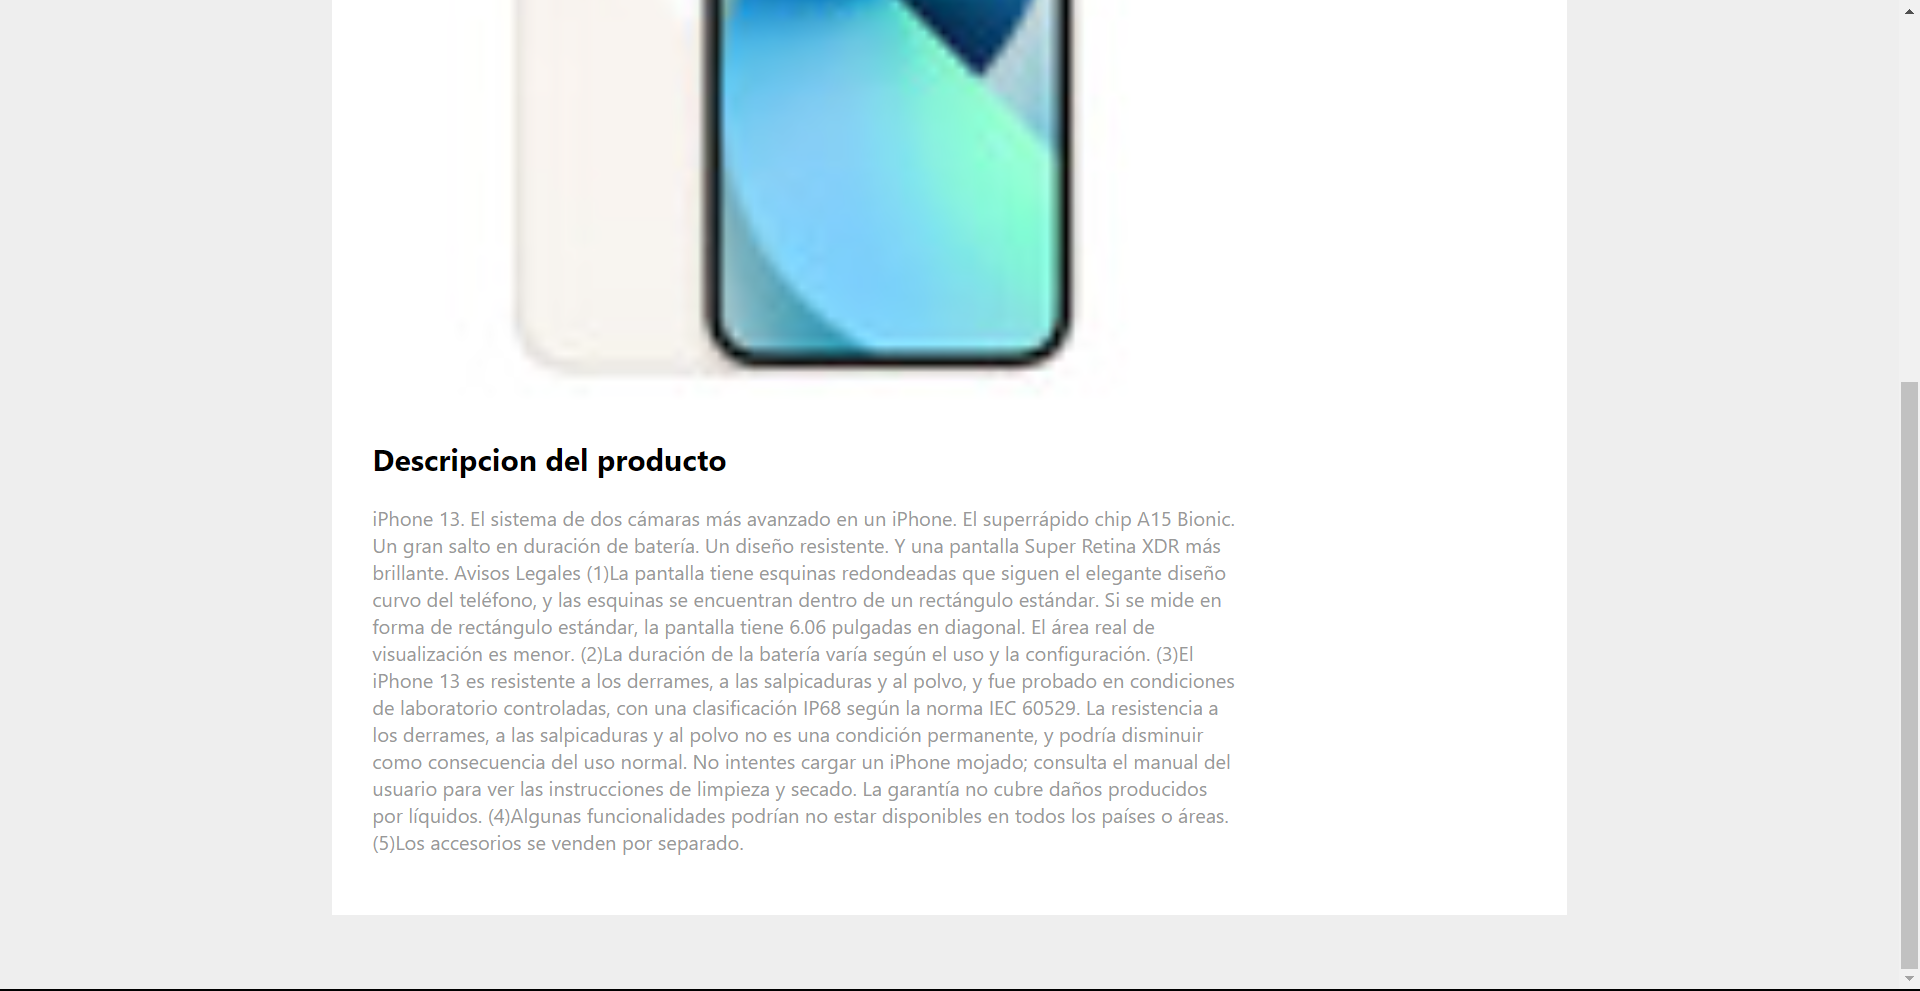 Descripcion del producto
iPhone 13. El sistema de dos cámaras más avanzado en un iPhone. El superrápido chip A15 Bionic.
Un gran salto en duración de batería. Un diseño resistente. Y una pantalla Super Retina XDR más
brillante. Avisos Legales (1)La pantalla tiene esquinas redondeadas que siguen el elegante diseño
curvo del teléfono, y las esquinas se encuentran dentro de un rectángulo estándar. Si se mide en
forma de rectángulo estándar, la pantalla tiene 6.06 pulgadas en diagonal. El área real de
visualización es menor. (2)La duración de la batería varía según el uso y la configuración. (3)El
iPhone 13 es resistente a los derrames, a las salpicaduras y al polvo, y fue probado en condiciones
de laboratorio controladas, con una clasificación IP68 según la norma IEC 60529. La resistencia a
los derrames, a las salpicaduras y al polvo no es una condición permanente, y podría disminuir
como consecuencia del uso normal. No intentes cargar un iPhone mojado; consulta el manual del
usuario para ver las instrucciones de limpieza y secado. La garantía no cubre daños producidos
por líquidos. (4)Algunas funcionalidades podrían no estar disponibles en todos los países o áreas.
(5)Los accesorios se venden por separado.